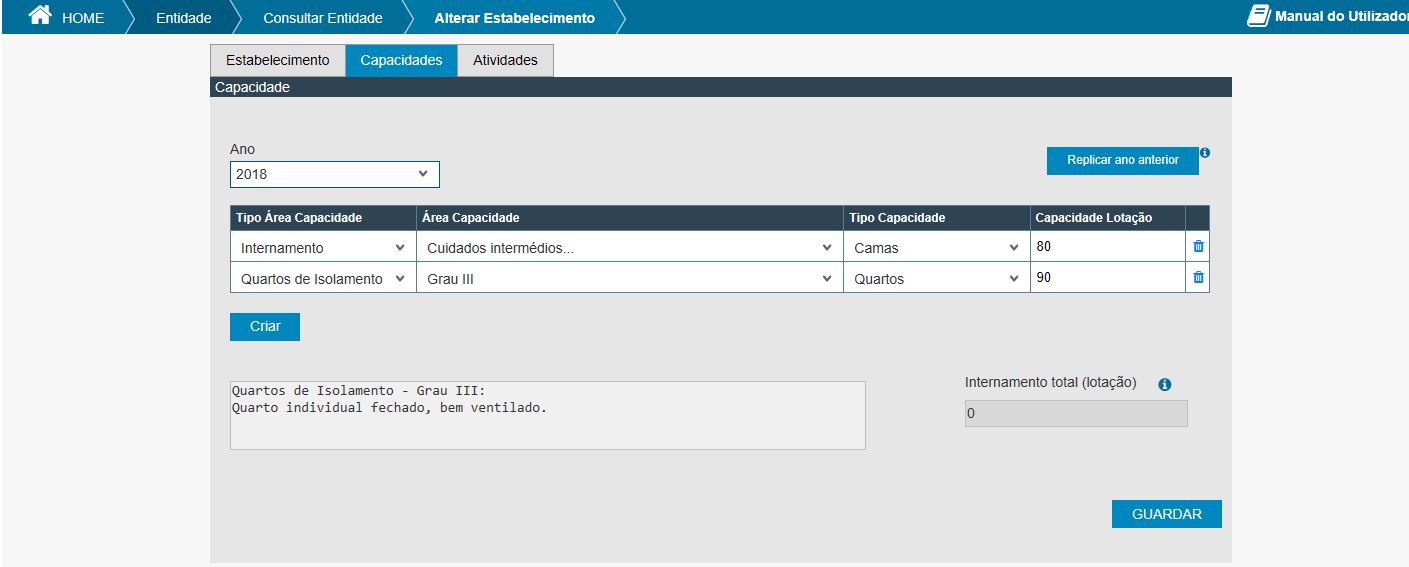 HOME Entidade Consultar Entidade Alterar Estabelecimento Manual do Utilizador
Estabelecimento Capacidades Atividades
Capacidade
Ano
2018
Replicar ano anterior
Tipo Área Capacidade Área Capacidade Tipo Capacidade Capacidade Lotação
Internamento Cuidados intermédios... Camas 80
Quartos de Isolamento Grau III Quartos 90
Criar
Quartos de Isolamento - Grau III:
Quarto individual fechado, bem ventilado.
Internamento total (lotação)
0
GUARDAR